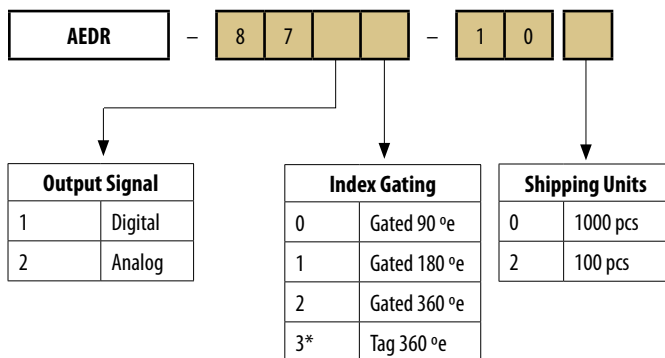 AEDR – 8 7 – 1 0
Output Signal
1 Digital
2 Analog
Index Gating
0 Gated 90 ºe
1 Gated 180 ºe
2 Gated 360 ºe
3* Tag 360 ºe
Shipping Units
0 1000 pcs
2 100 pcs